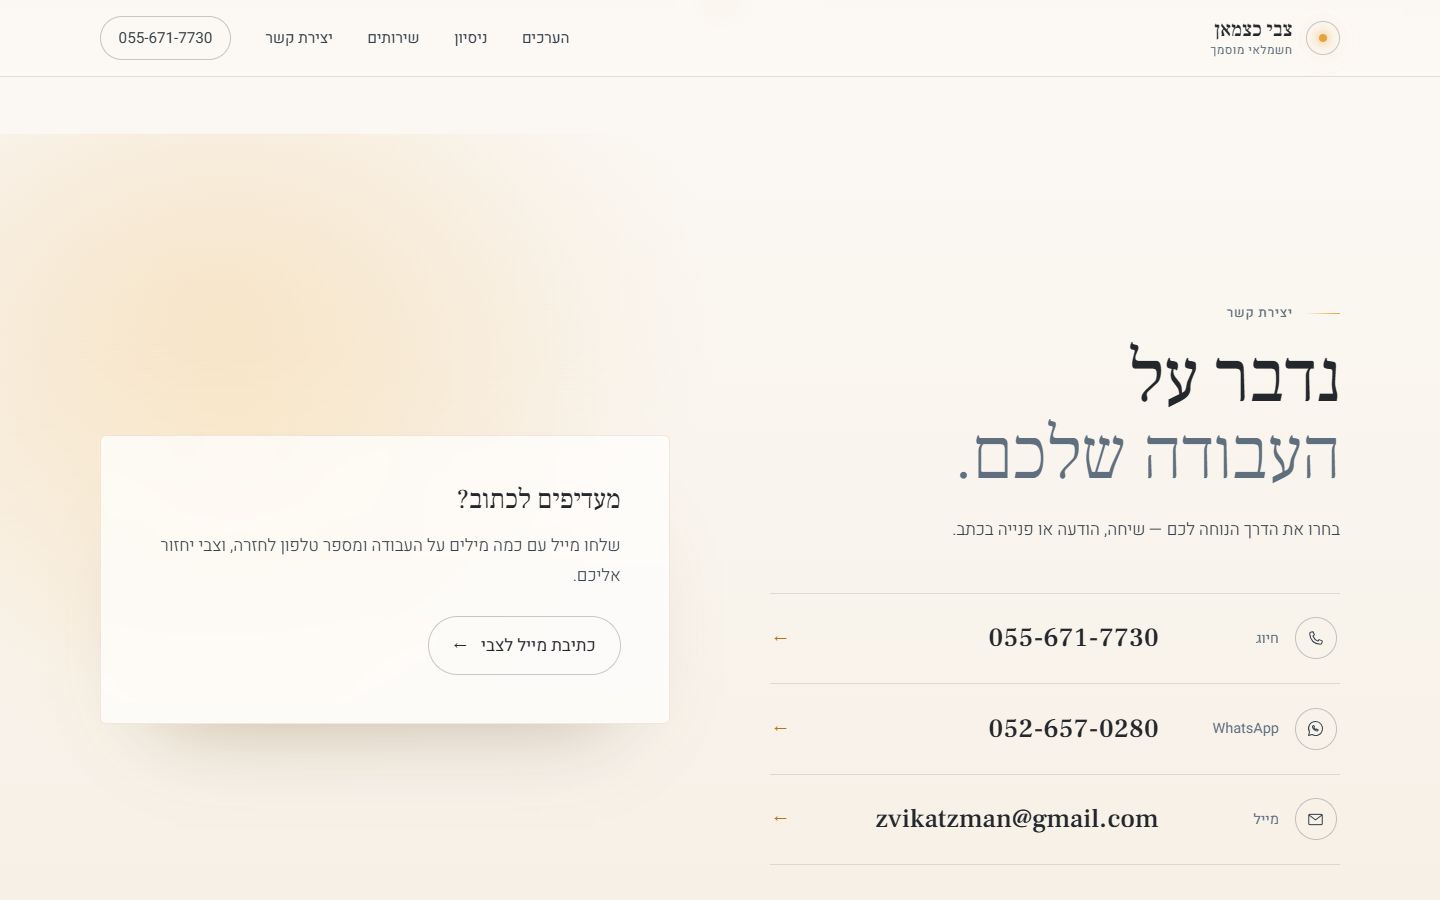 צבי כצמאן
חשמלאי מוסמך
הערכים
ניסיון
שירותים
יצירת קשר
055-671-7730
יצירת קשר
נדבר על
העבודה שלכם.
בחרו את הדרך הנוחה לכם — שיחה, הודעה או פנייה בכתב.
חיוג
055-671-7730
←
WhatsApp
052-657-0280
←
מייל
zvikatzman@gmail.com
←
מעדיפים לכתוב?
שלחו מייל עם כמה מילים על העבודה ומספר טלפון לחזרה, וצבי יחזור
אליכם.
כתיבת מייל לצבי ←